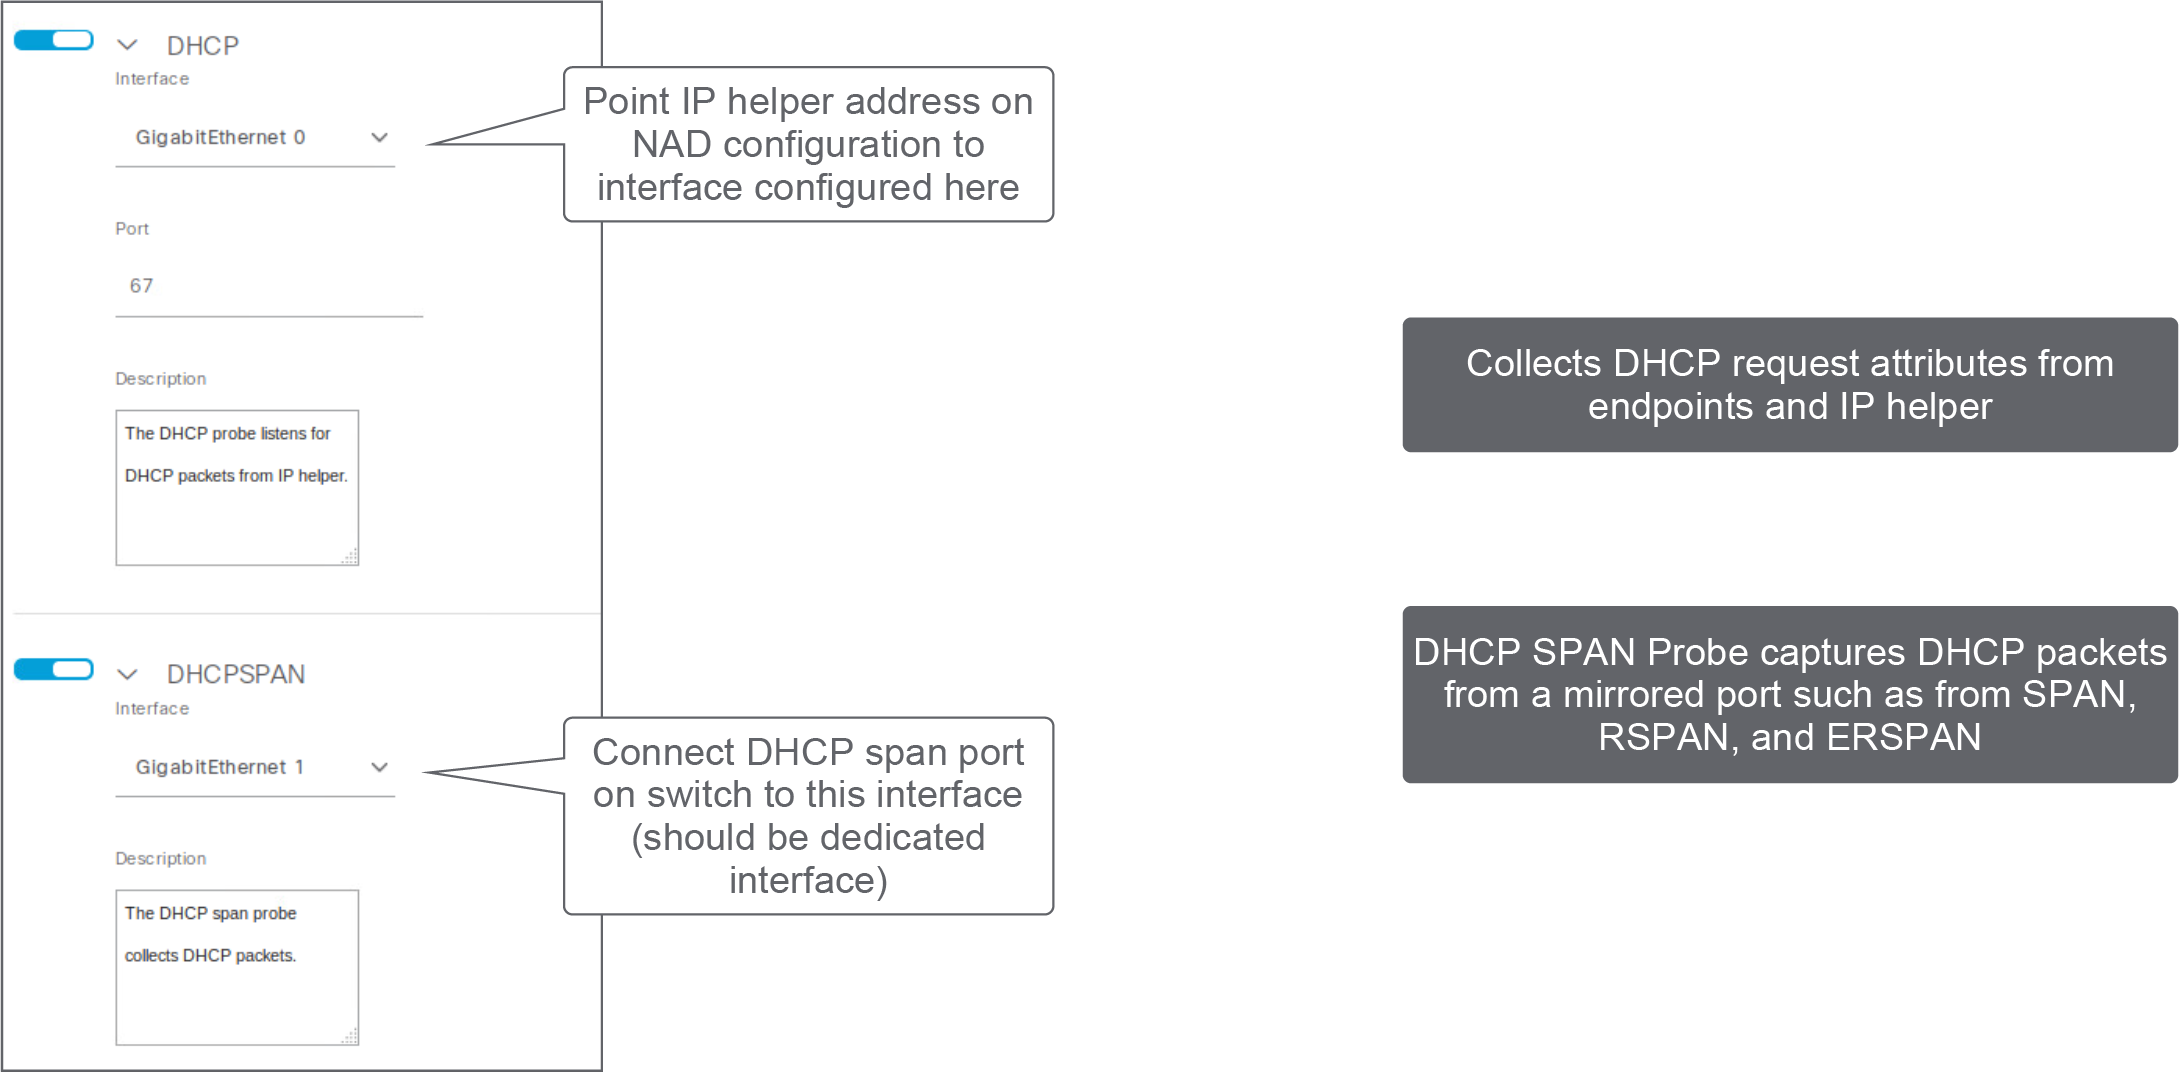 DHCP
Interface
GigabitEthernet 0
Port
67
Description
The DHCP probe listens for
DHCP packets from IP helper.
Point IP helper address on
NAD configuration to
interface configured here
Collects DHCP request attributes from
endpoints and IP helper
DHCPSPAN
Interface
GigabitEthernet 1
Description
The DHCP span probe
collects DHCP packets.
Connect DHCP span port
on switch to this interface
(should be dedicated
interface)
DHCP SPAN Probe captures DHCP packets
from a mirrored port such as from SPAN,
RSPAN, and ERSPAN